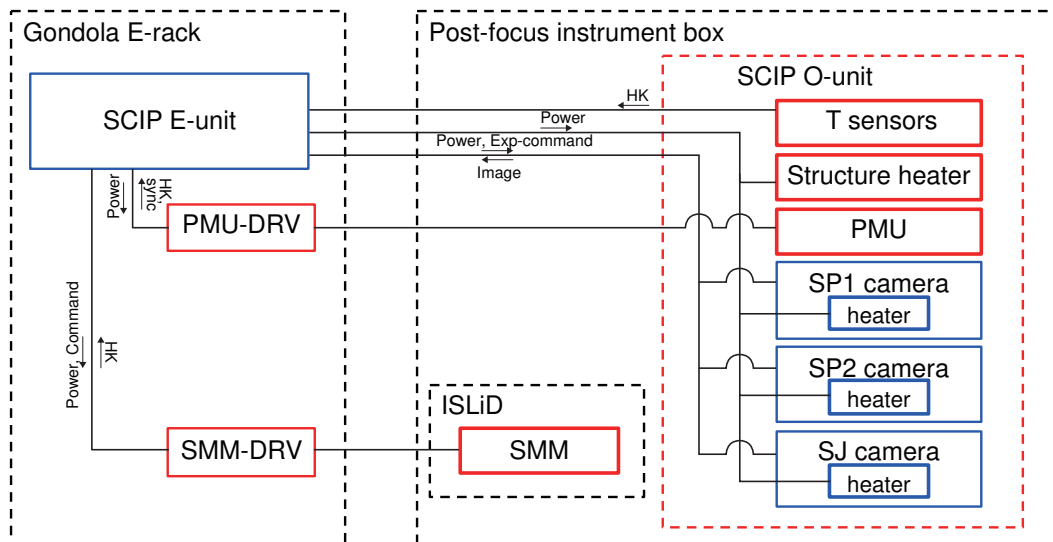 Gondola E-rack
Post-focus instrument box
SCIP O-unit
SCIP E-unit
HK
T sensors
Power
Power, Exp-command
Image
Structure heater
Power
HK,
sync
PMU-DRV
PMU
SP1 camera
heater
Power, Command
HK
SP2 camera
heater
ISLiD
SMM-DRV
SMM
SJ camera
heater